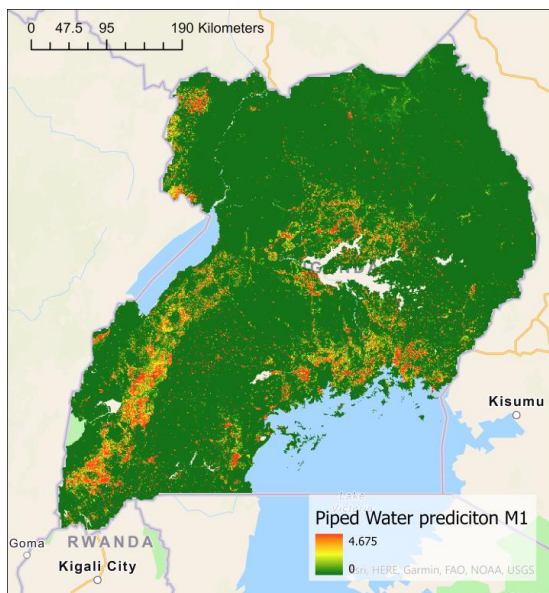 0 47.5 95 190 Kilometers
Kisumu
Goma
RWANDA
Kigali City
Lake
Piped Water prediciton M1
4.675
0
sri, HERE, Garmin, FAO, NOAA, USGS